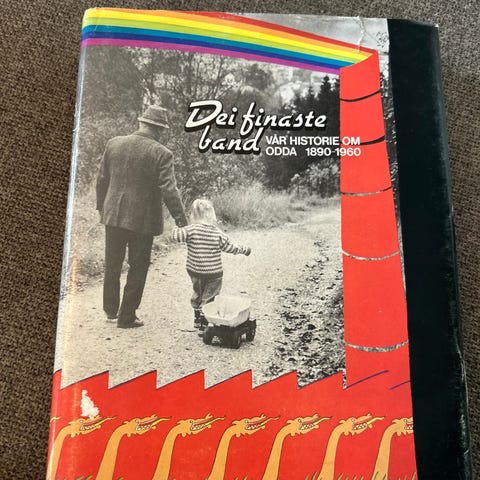 Dei finaste
band
VÅR HISTORIE OM
ODDA 1890-1960